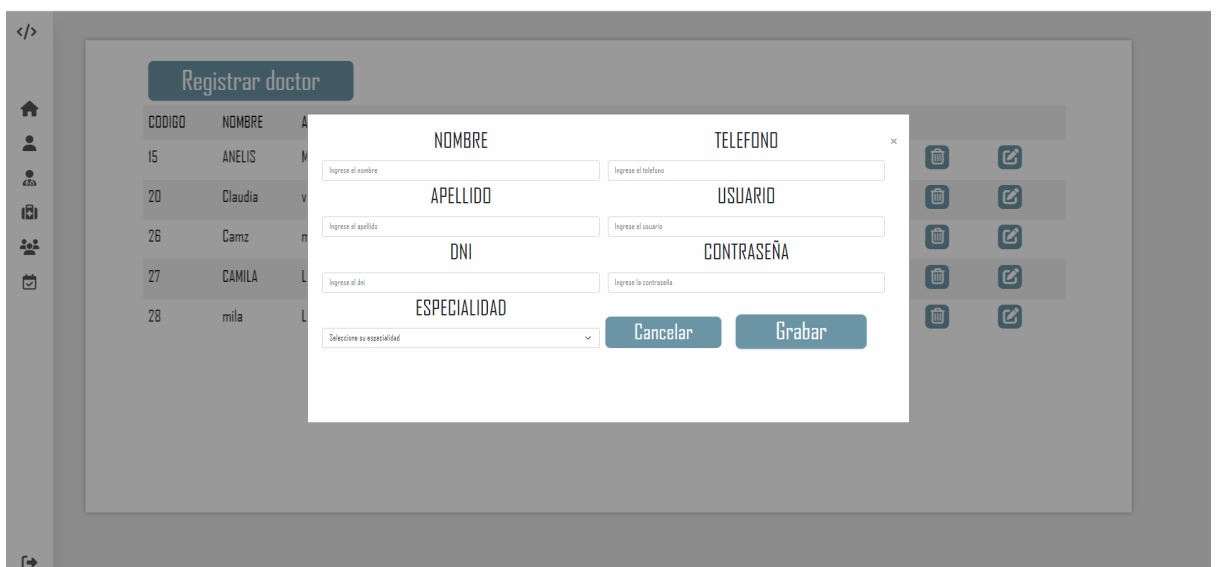 </>
Registrar doctor
CODIGO NOMBRE A
15 ANELIS M
20 Claudia v
26 Camz m
27 CAMILA L
28 mila L
×
NOMBRE TELEFONO
Ingrese el nombre Ingrese el telefono
APELLIDO USUARIO
Ingrese el apellido Ingrese el usuario
DNI CONTRASEÑA
Ingrese el dni Ingrese la contraseña
ESPECIALIDAD
Seleccione su especialidad
Cancelar Grabar